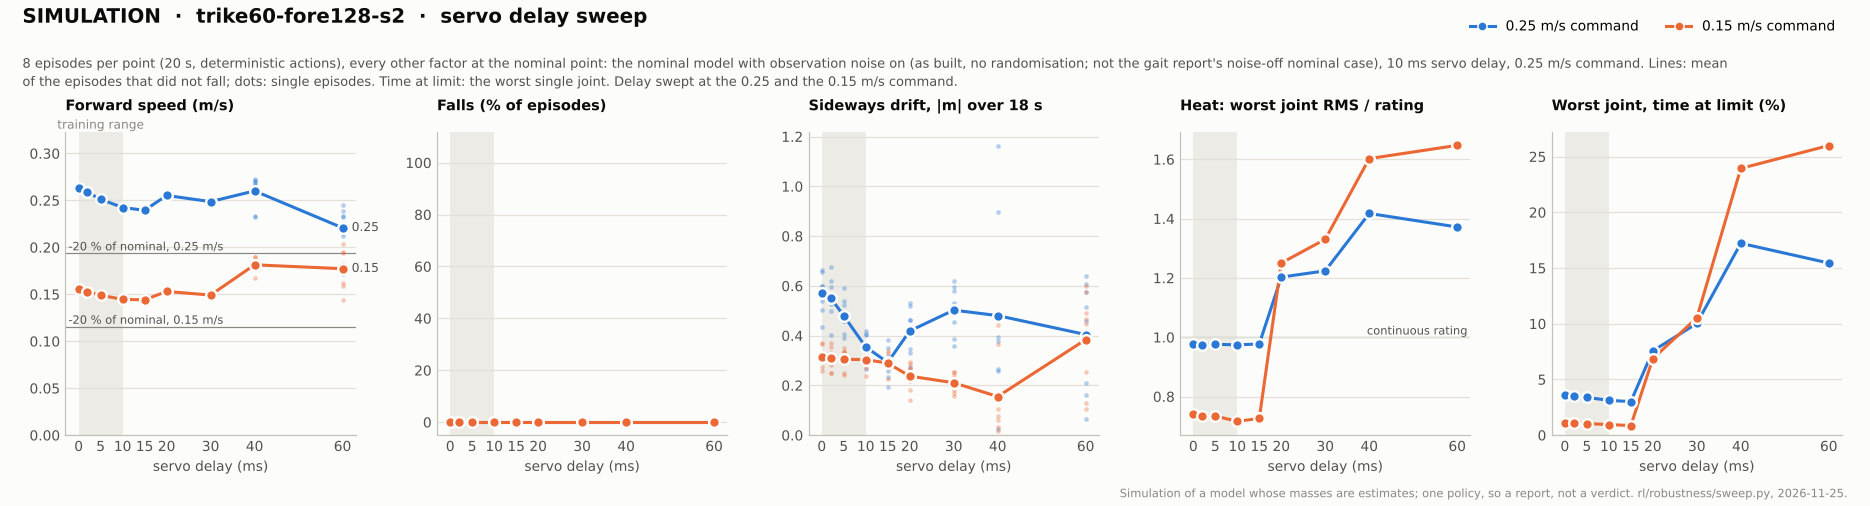 SIMULATION · trike60-fore128-s2 · servo delay sweep
0.25 m/s command
0.15 m/s command
8 episodes per point (20 s, deterministic actions), every other factor at the nominal point: the nominal model with observation noise on (as built, no randomisation; not the gait report's noise-off nominal case), 10 ms servo delay, 0.25 m/s command. Lines: mean
of the episodes that did not fall; dots: single episodes. Time at limit: the worst single joint. Delay swept at the 0.25 and the 0.15 m/s command.
Forward speed (m/s)
training range
0.30
0.25
0.20
0.15
0.10
0.05
0.00
-20 % of nominal, 0.25 m/s
-20 % of nominal, 0.15 m/s
0.25
0.15
0 5 10 15 20 30 40 60
servo delay (ms)
Falls (% of episodes)
100
80
60
40
20
0
0 5 10 15 20 30 40 60
servo delay (ms)
Sideways drift, |m| over 18 s
1.2
1.0
0.8
0.6
0.4
0.2
0.0
0 5 10 15 20 30 40 60
servo delay (ms)
Heat: worst joint RMS / rating
1.6
1.4
1.2
1.0
0.8
continuous rating
0 5 10 15 20 30 40 60
servo delay (ms)
Worst joint, time at limit (%)
25
20
15
10
5
0
0 5 10 15 20 30 40 60
servo delay (ms)
Simulation of a model whose masses are estimates; one policy, so a report, not a verdict. rl/robustness/sweep.py, 2026-11-25.